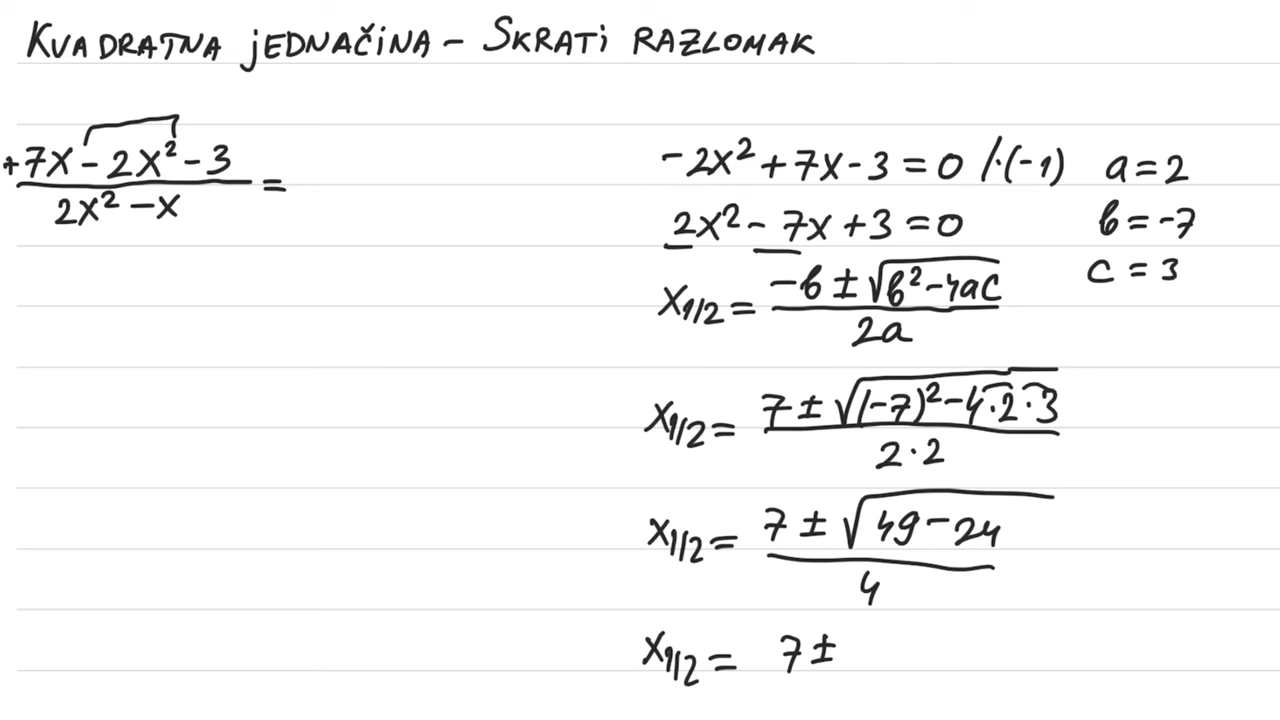 KVADRATNA jEDNAČiNA - SKRATi RAZLOMAK
+7x - 2x² - 3 / 2x² - x =
-2x² + 7x - 3 = 0 /·(-1) a = 2
2x² - 7x + 3 = 0 b = -7
c = 3
x1/2 = -b ± √(b² - 4ac) / 2a
x1/2 = 7 ± √((-7)² - 4·2·3) / 2·2
x1/2 = 7 ± √(49 - 24) / 4
x1/2 = 7 ±